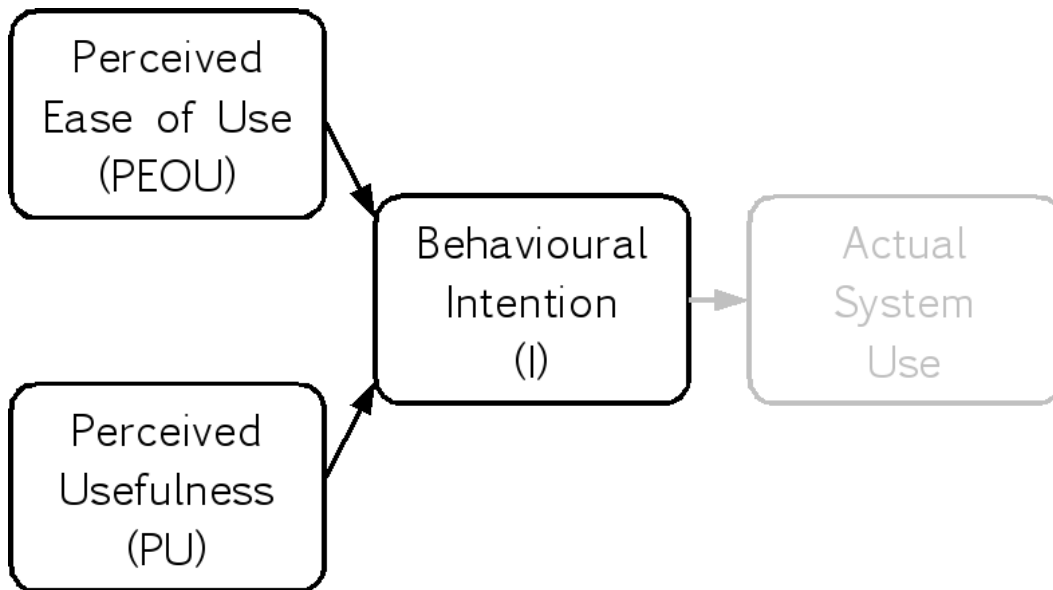 Perceived
Ease of Use
(PEOU)
Behavioural
Intention
(I)
Actual
System
Use
Perceived
Usefulness
(PU)